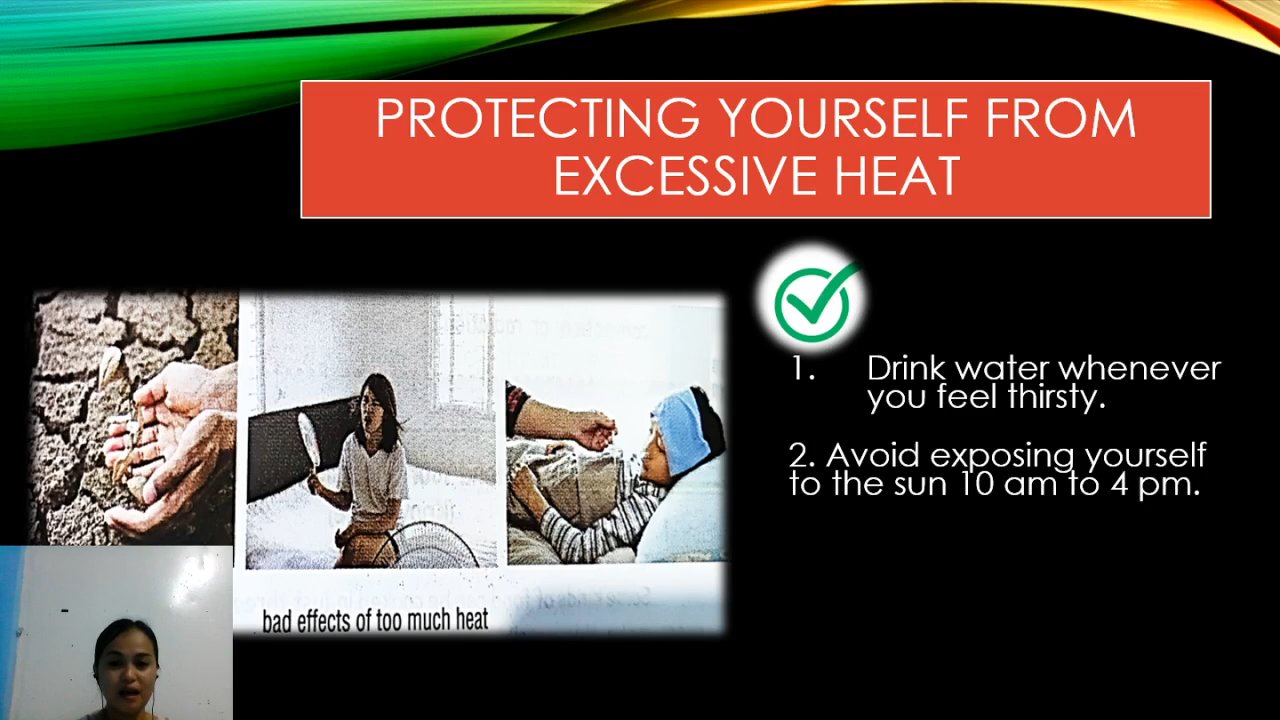 PROTECTING YOURSELF FROM
EXCESSIVE HEAT
1. Drink water whenever
you feel thirsty.
2. Avoid exposing yourself
to the sun 10 am to 4 pm.
bad effects of too much heat